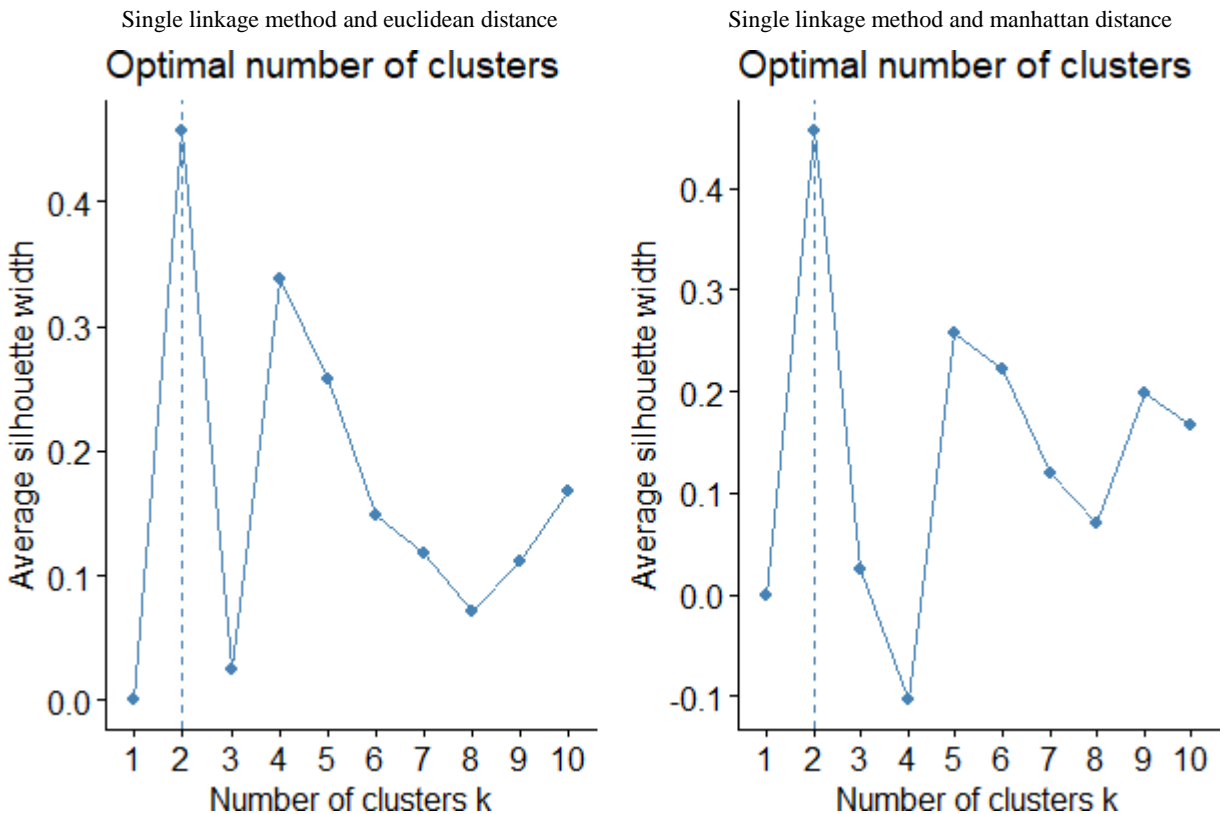 Single linkage method and euclidean distance
Optimal number of clusters
Average silhouette width
0.4
0.3
0.2
0.1
0.0
1 2 3 4 5 6 7 8 9 10
Number of clusters k
Single linkage method and manhattan distance
Optimal number of clusters
Average silhouette width
0.4
0.3
0.2
0.1
0.0
-0.1
1 2 3 4 5 6 7 8 9 10
Number of clusters k